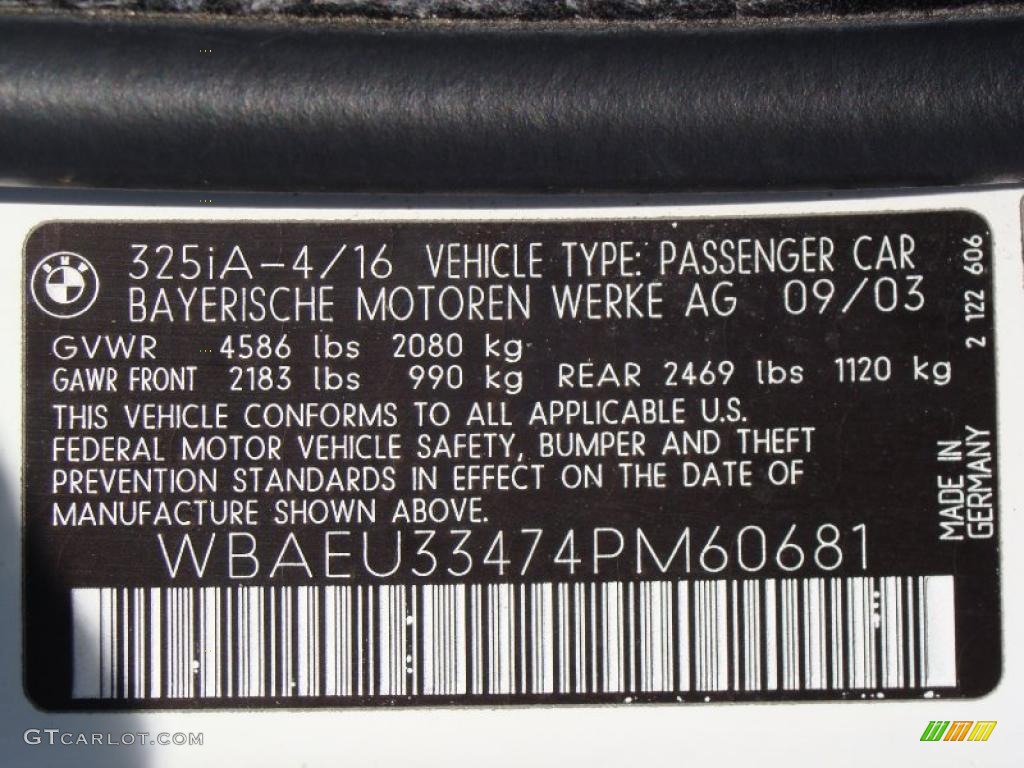 325iA-4/16 VEHICLE TYPE: PASSENGER CAR
BAYERISCHE MOTOREN WERKE AG 09/03
GVWR 4586 lbs 2080 kg
GAWR FRONT 2183 lbs 990 kg REAR 2469 lbs 1120 kg
THIS VEHICLE CONFORMS TO ALL APPLICABLE U.S.
FEDERAL MOTOR VEHICLE SAFETY, BUMPER AND THEFT
PREVENTION STANDARDS IN EFFECT ON THE DATE OF
MANUFACTURE SHOWN ABOVE.
WBAEU33474PM60681
2 122 606
MADE IN
GERMANY
BMW
GTCARLOT.COM